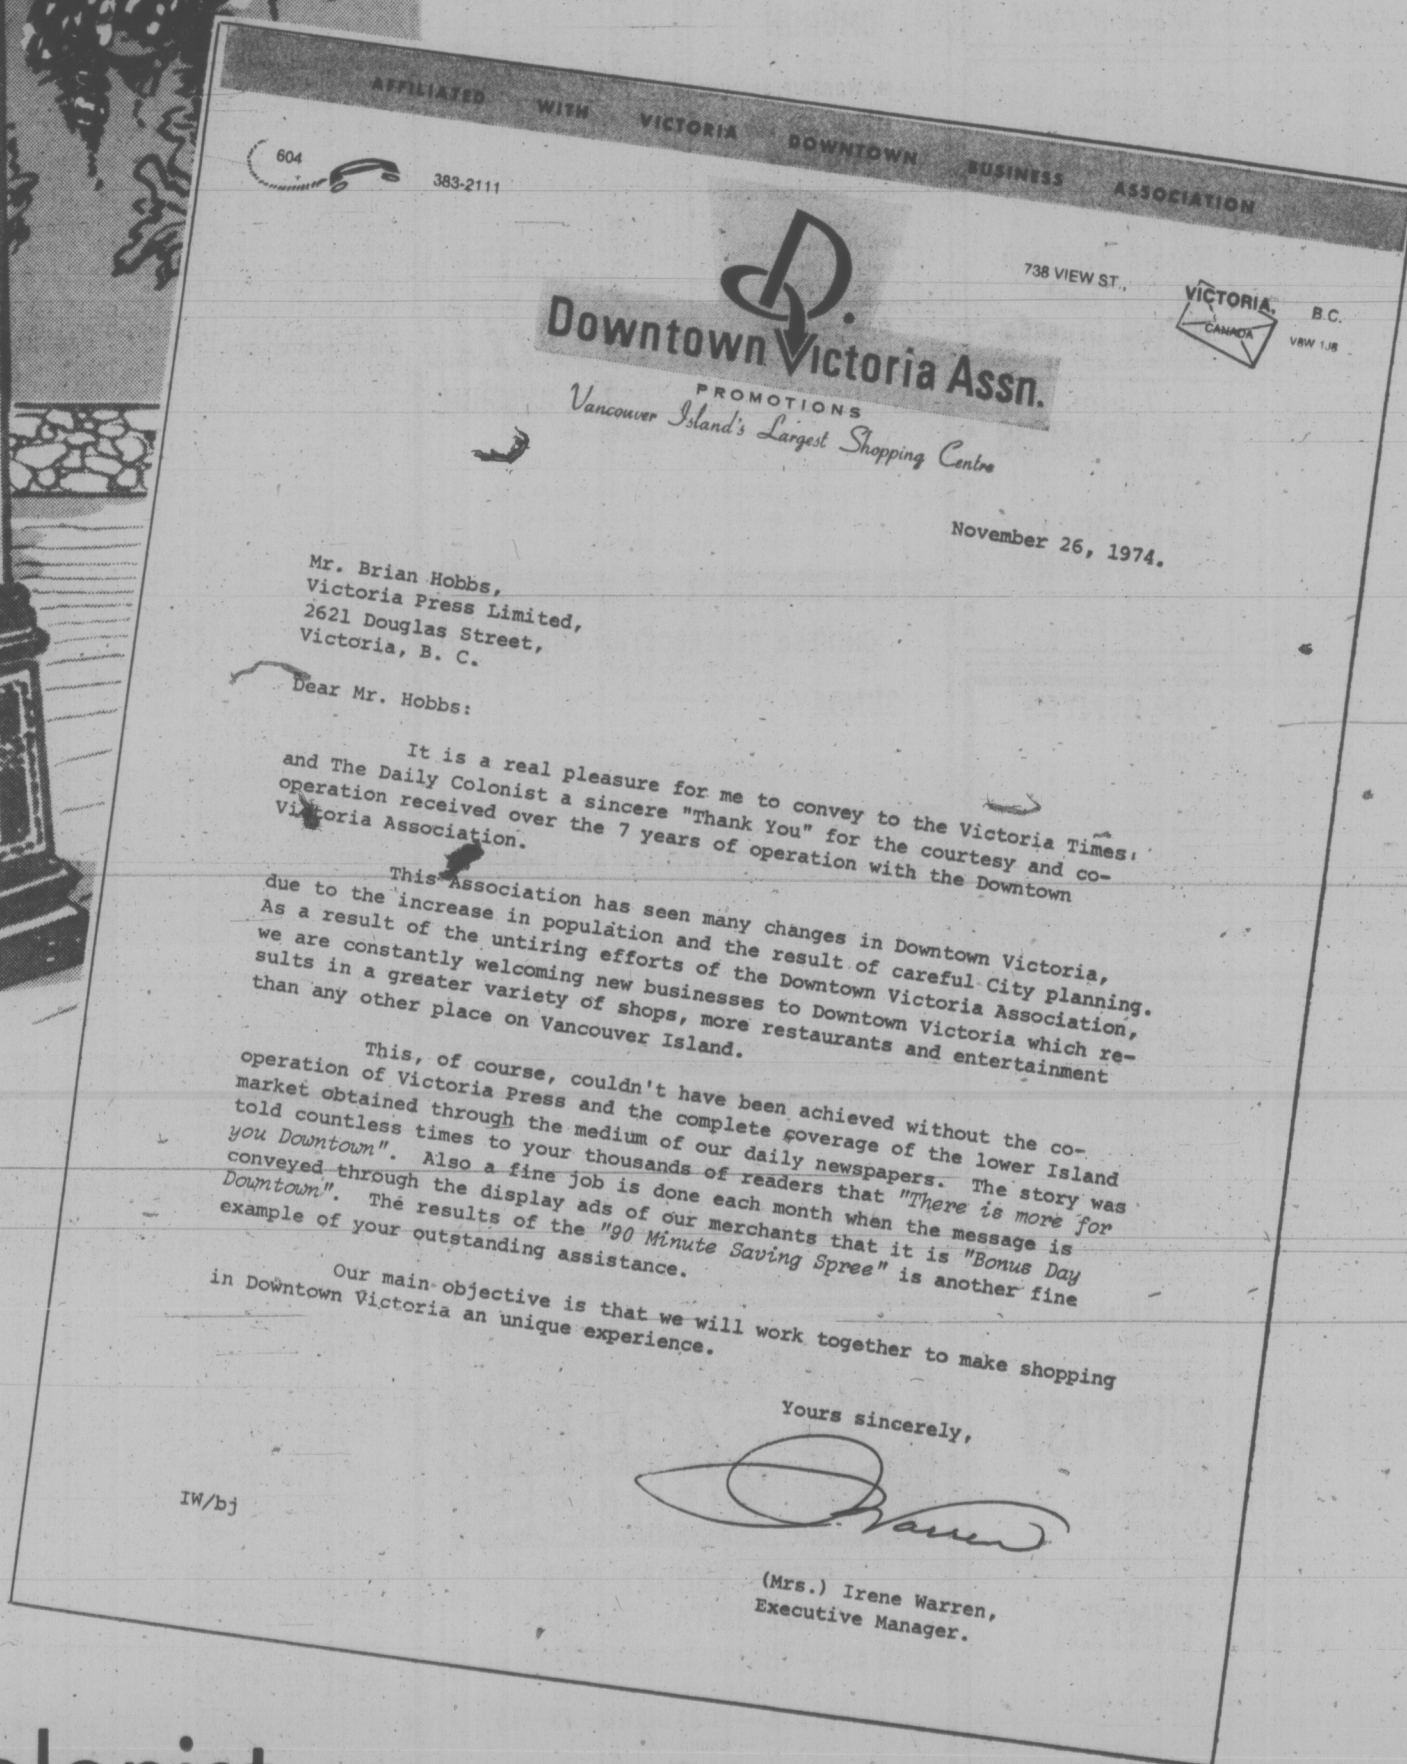 AFFILIATED WITH VICTORIA DOWNTOWN BUSINESS ASSOCIATION
604 383-2111
738 VIEW ST., VICTORIA, B.C.
CANADA V8W 1J8
Downtown Victoria Assn.
PROMOTIONS
Vancouver Island's Largest Shopping Centre
November 26, 1974.
Mr. Brian Hobbs,
Victoria Press Limited,
2621 Douglas Street,
Victoria, B. C.
Dear Mr. Hobbs:
It is a real pleasure for me to convey to the Victoria Times
and The Daily Colonist a sincere "Thank You" for the courtesy and co-
operation received over the 7 years of operation with the Downtown
Victoria Association.
This Association has seen many changes in Downtown Victoria,
due to the increase in population and the result of careful City planning.
As a result of the untiring efforts of the Downtown Victoria Association,
we are constantly welcoming new businesses to Downtown Victoria which re-
sults in a greater variety of shops, more restaurants and entertainment
than any other place on Vancouver Island.
This, of course, couldn't have been achieved without the co-
operation of Victoria Press and the complete coverage of the lower Island
market obtained through the medium of our daily newspapers. The story was
told countless times to your thousands of readers that "There is more for
you Downtown". Also a fine job is done each month when the message is
conveyed through the display ads of our merchants that it is "Bonus Day
Downtown". The results of the "90 Minute Saving Spree" is another fine
example of your outstanding assistance.
Our main objective is that we will work together to make shopping
in Downtown Victoria an unique experience.
Yours sincerely,
I. Warren
IW/bj
(Mrs.) Irene Warren,
Executive Manager.